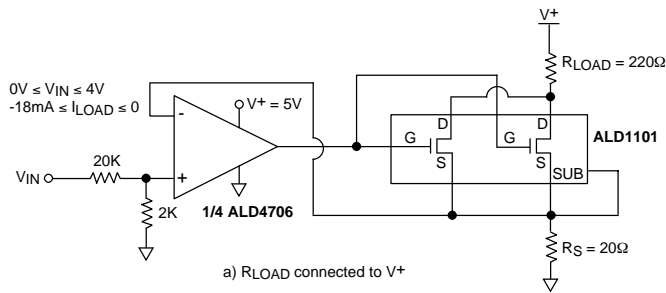 V+
RLOAD = 220Ω
0V ≤ VIN ≤ 4V
-18mA ≤ ILOAD ≤ 0
V+ = 5V
-
D
D
ALD1101
G
G
S
S
20K
VIN
+
SUB
2K
1/4 ALD4706
RS = 20Ω
a) RLOAD connected to V+